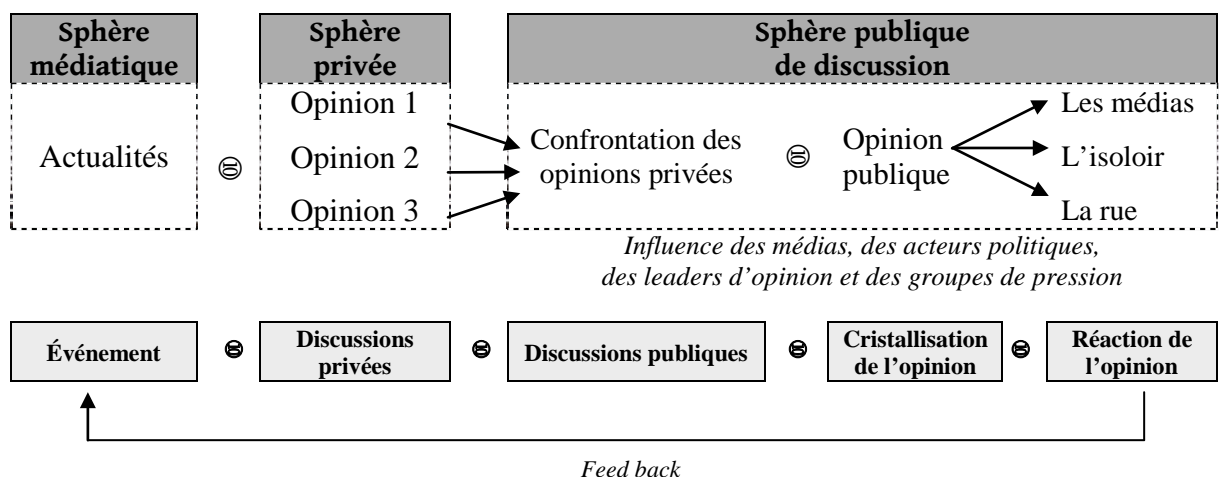 Sphère
médiatique
Sphère
privée
Sphère publique
de discussion
Actualités
⑩
Opinion 1
Opinion 2
Opinion 3
Confrontation des
opinions privées
⑩
Opinion
publique
Les médias
L'isoloir
La rue
Influence des médias, des acteurs politiques,
des leaders d'opinion et des groupes de pression
Événement
Discussions
privées
Discussions publiques
Cristallisation
de l'opinion
Réaction de
l'opinion
Feed back